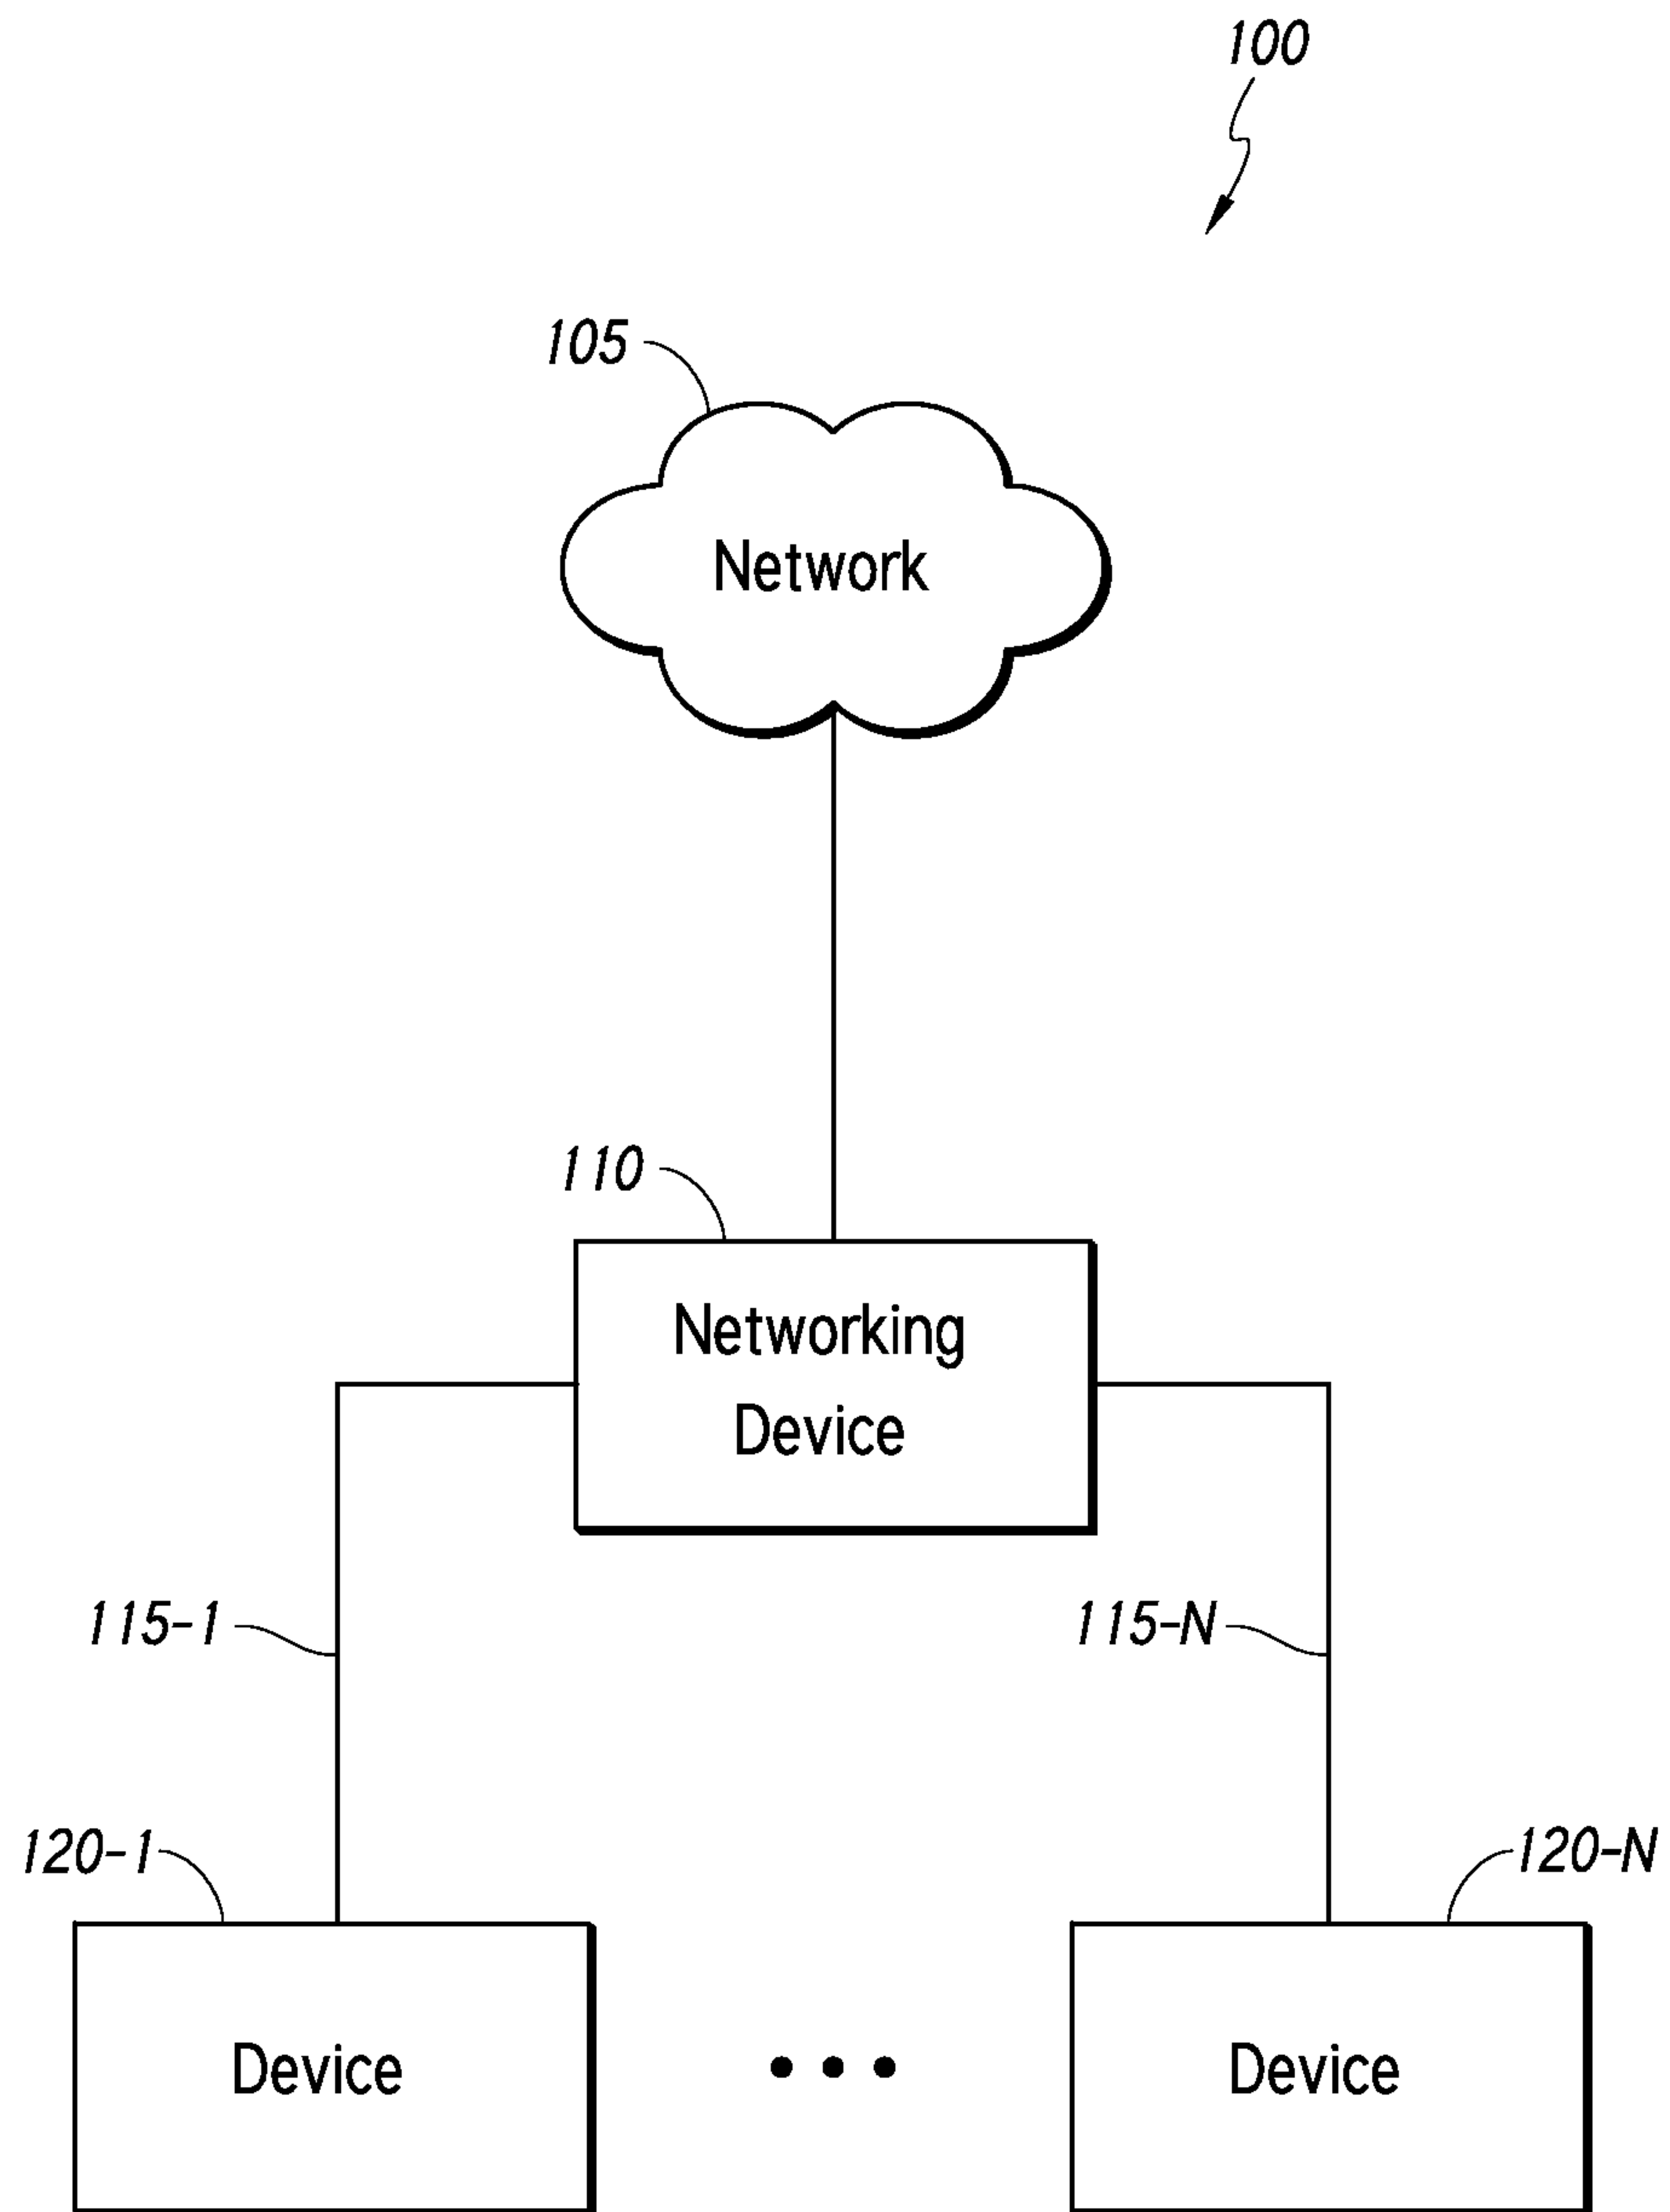 100
105
Network
110
Networking
Device
115-1
115-N
120-1
120-N
Device
Device